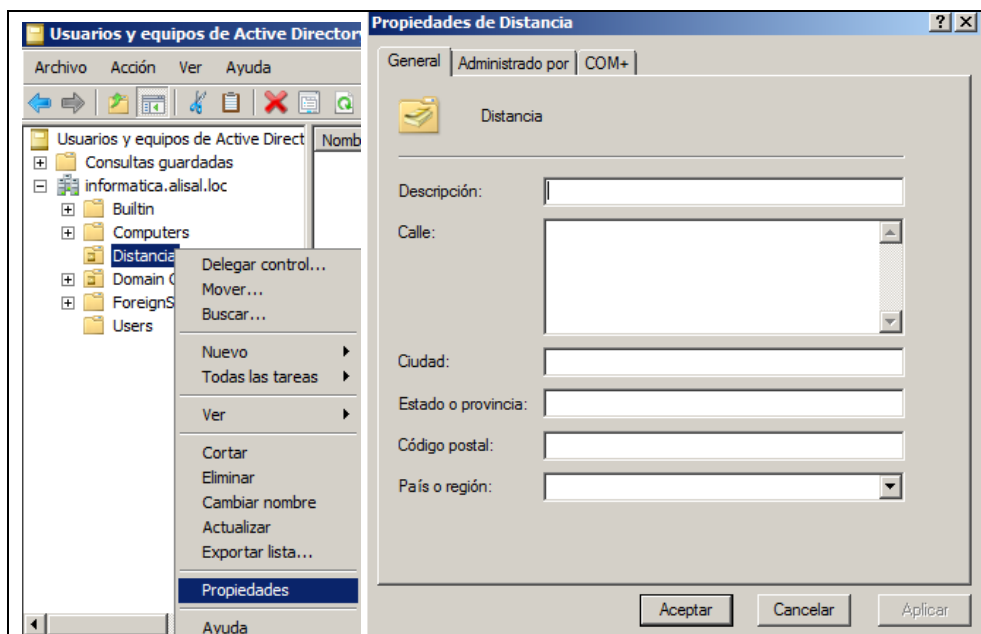 Usuarios y equipos de Active Directory
Archivo Acción Ver Ayuda
Usuarios y equipos de Active Direct
Nomb
Consultas guardadas
informatica.alisal.loc
Builtin
Computers
Distancia
Domain C
ForeignS
Users
Delegar control...
Mover...
Buscar...
Nuevo
Todas las tareas
Ver
Cortar
Eliminar
Cambiar nombre
Actualizar
Exportar lista...
Propiedades
Ayuda
Propiedades de Distancia
General Administrado por COM+
Distancia
Descripción:
Calle:
Ciudad:
Estado o provincia:
Código postal:
País o región:
Aceptar Cancelar Aplicar